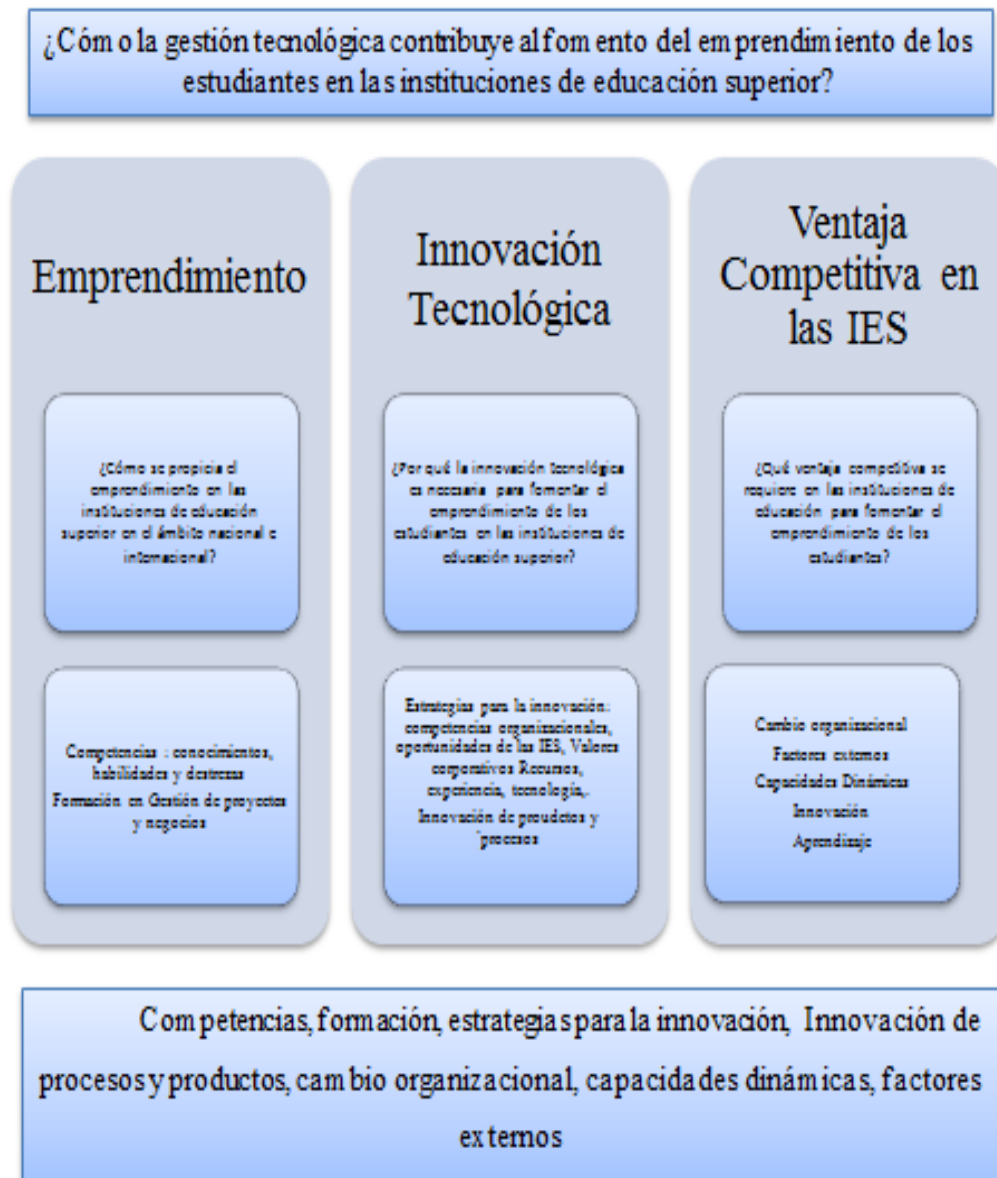 ¿Cómo la gestión tecnológica contribuye al fomento del emprendimiento de los
estudiantes en las instituciones de educación superior?
Emprendimiento
¿Cómo se propicia el
emprendimiento en las
instituciones de educación
superior en el ámbito nacional e
internacional?
Competencias : conocimientos,
habilidades y destrezas
Formación en Gestión de proyectos
y negocios
Innovación
Tecnológica
¿Por qué la innovación tecnológica
es necesaria para fomentar el
emprendimiento de los
estudiantes en las instituciones de
educación superior?
Estrategias para la innovación:
competencias organizacionales,
oportunidades de las IES, Valores
corporativos Recursos,
experiencia, tecnología,.
Innovación de proudctos y
procesos
Ventaja
Competitiva en
las IES
¿Qué ventaja competitiva se
requiere en las instituciones de
educación para fomentar el
emprendimiento de los
estudiantes?
Cambio organizacional
Factores externos
Capacidades Dinámicas
Innovación
Aprendizaje
Competencias, formación, estrategias para la innovación, Innovación de
procesos y productos, cambio organizacional, capacidades dinámicas, factores
externos